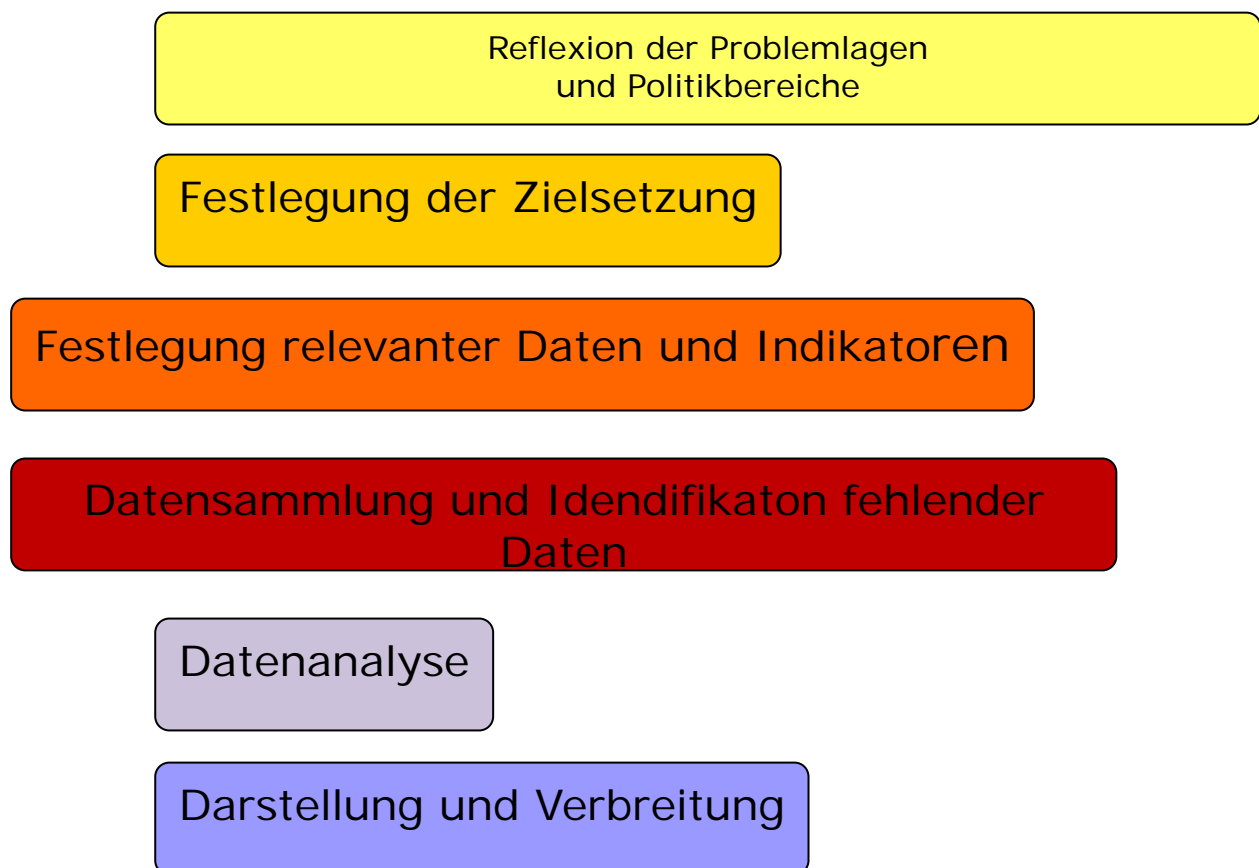 Reflexion der Problemlagen
und Politikbereiche
Festlegung der Zielsetzung
Festlegung relevanter Daten und Indikatoren
Datensammlung und Idendifikaton fehlender
Daten
Datenanalyse
Darstellung und Verbreitung